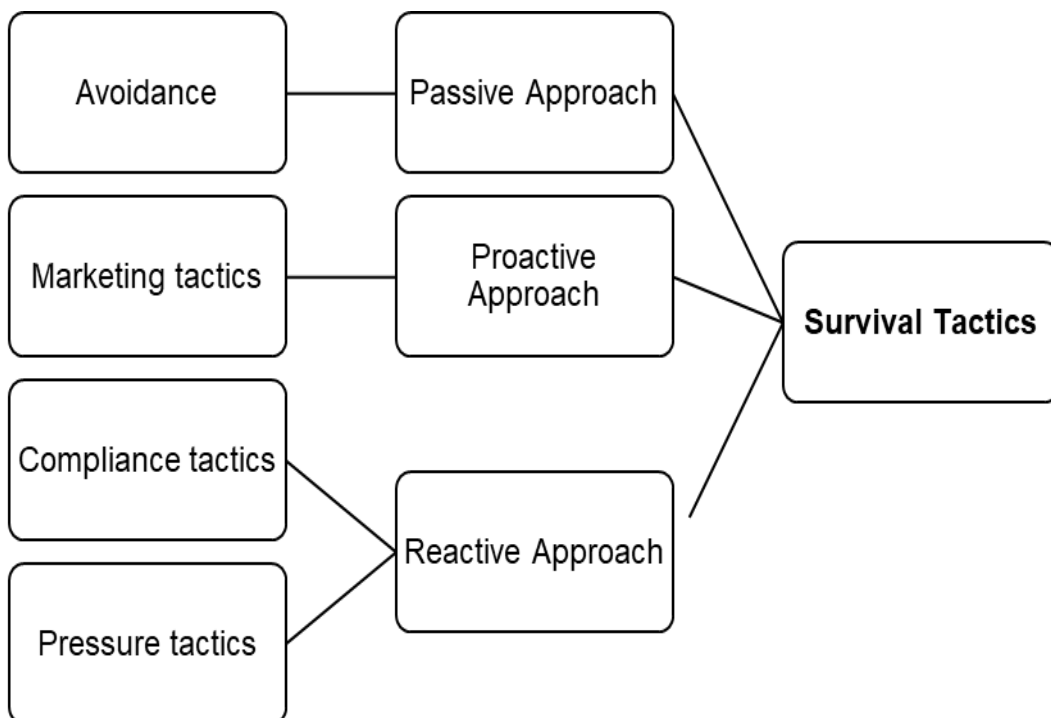 Avoidance
Passive Approach
Marketing tactics
Proactive
Approach
Survival Tactics
Compliance tactics
Reactive Approach
Pressure tactics